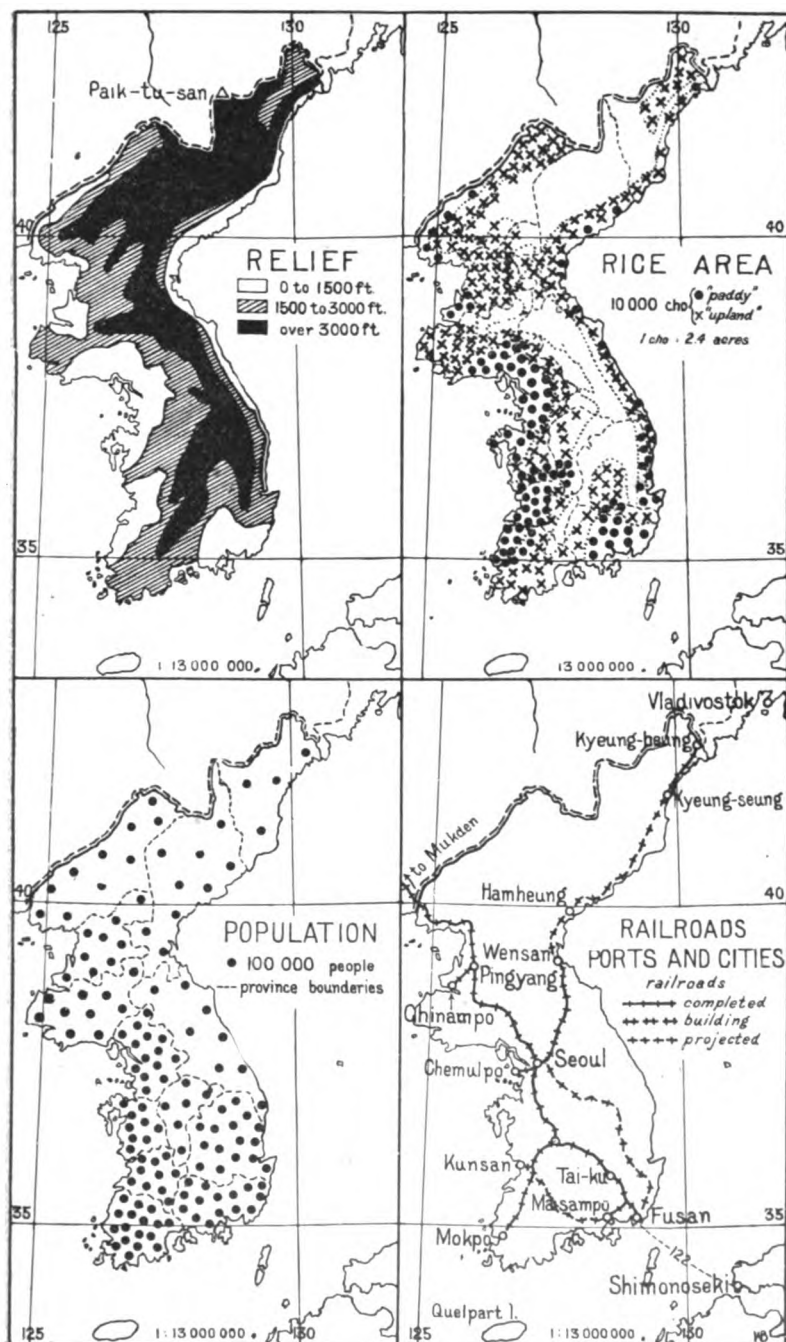 125
130
Paik-tu-san
40
RELIEF
0 to 1500 ft.
1500 to 3000 ft.
over 3000 ft
35
1:13 000 000
125
130
40
RICE AREA
10 000 cho
"paddy"
"upland"
1 cho = 2.4 acres
35
13 000 000
40
POPULATION
100 000 people
province bounderies
35
125
1:13 000 000
130
Vladivostok
Kyeung-heung
Kyeung-seung
to Mukden
Hamheung
40
RAILROADS
PORTS AND CITIES
railroads
completed
building
projected
Wensan
Pingyang
Chinampo
Chemulpo
Seoul
Kunsan
Tai-ku
Masampo
Fusan
35
Mokpo
122
Shimonoseki
Quelpart I.
125
1:13 000 000
130